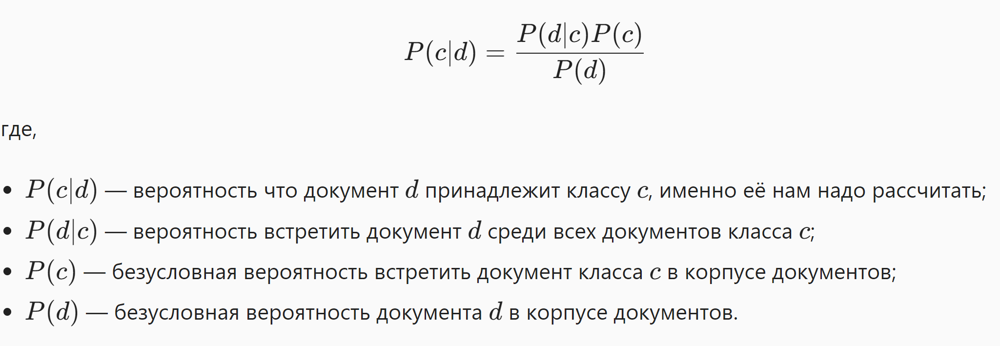 P(c|d) = P(d|c)P(c) / P(d)
где,
• P(c|d) — вероятность что документ d принадлежит классу c, именно её нам надо рассчитать;
• P(d|c) — вероятность встретить документ d среди всех документов класса c;
• P(c) — безусловная вероятность встретить документ класса c в корпусе документов;
• P(d) — безусловная вероятность документа d в корпусе документов.